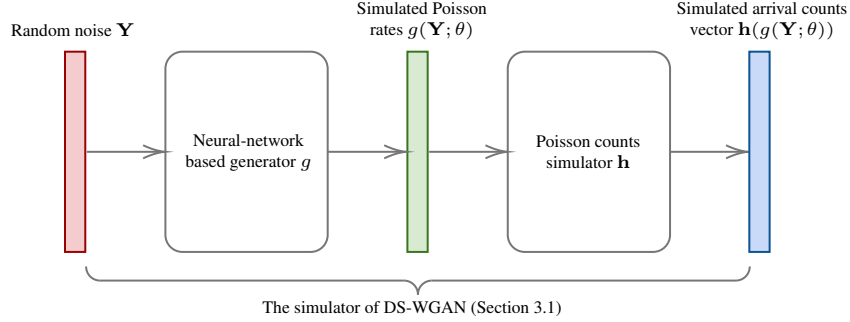 Random noise Y
Simulated Poisson
rates g(Y; θ)
Simulated arrival counts
vector h(g(Y; θ))
Neural-network
based generator g
Poisson counts
simulator h
The simulator of DS-WGAN (Section 3.1)